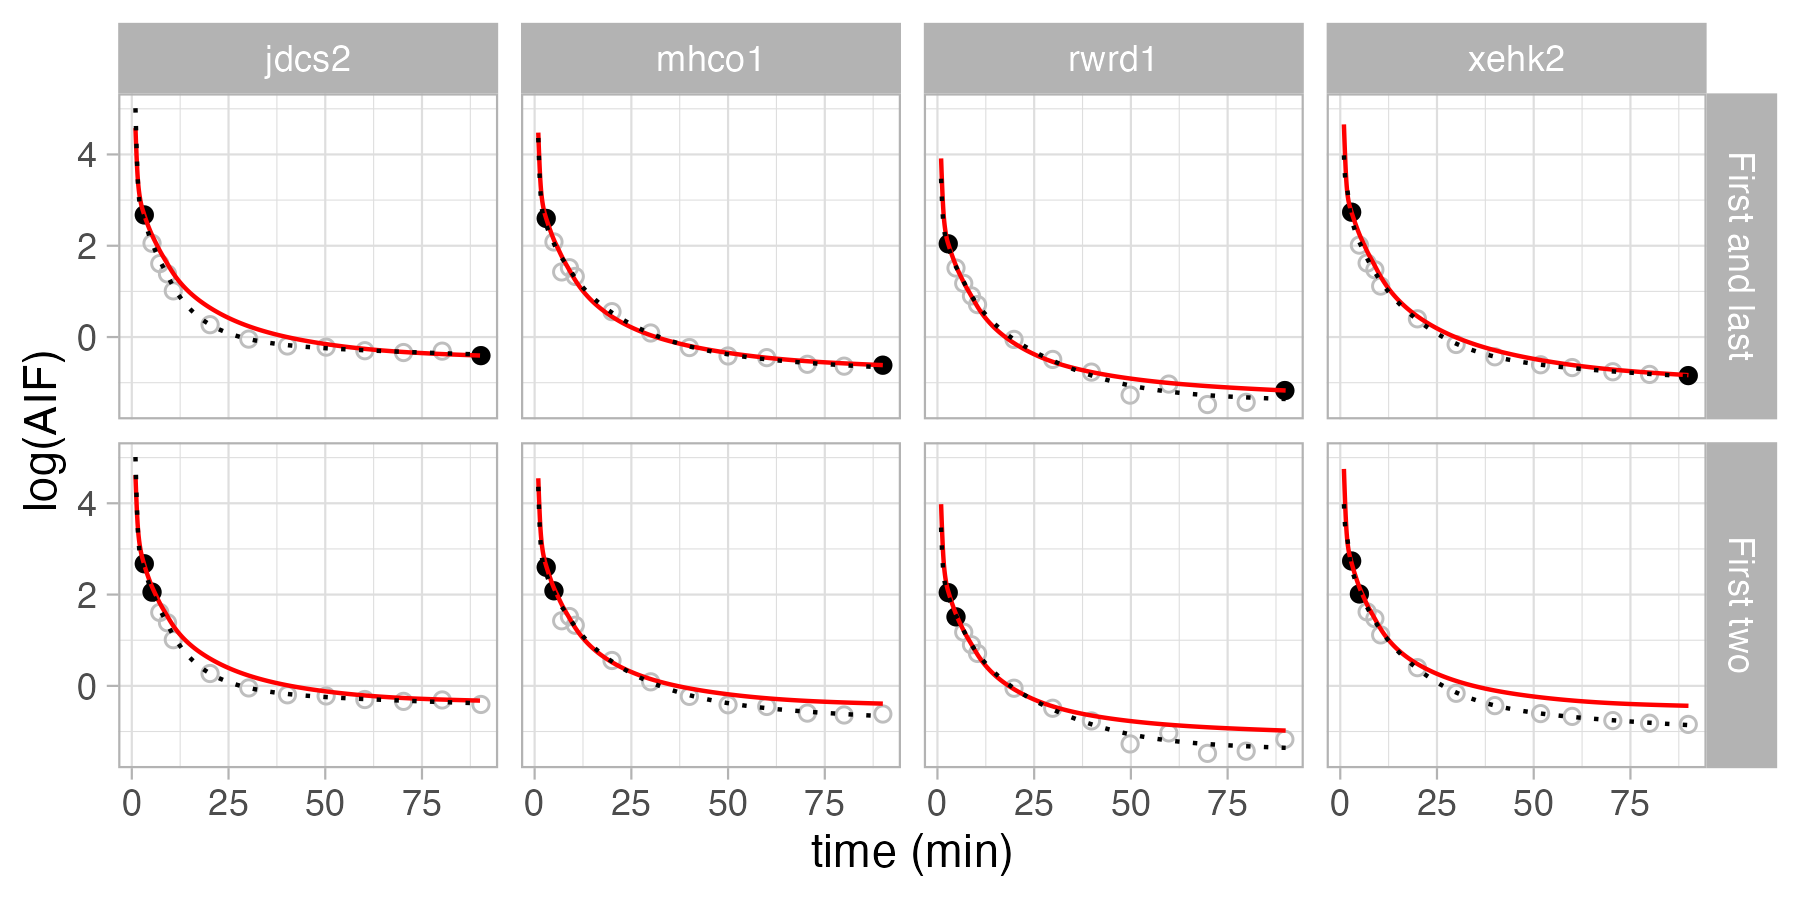 jdcs2 mhco1 rwrd1 xehk2
First and last
4
2
0
First two
4
2
0
log(AIF)
0 25 50 75 0 25 50 75 0 25 50 75 0 25 50 75
time (min)